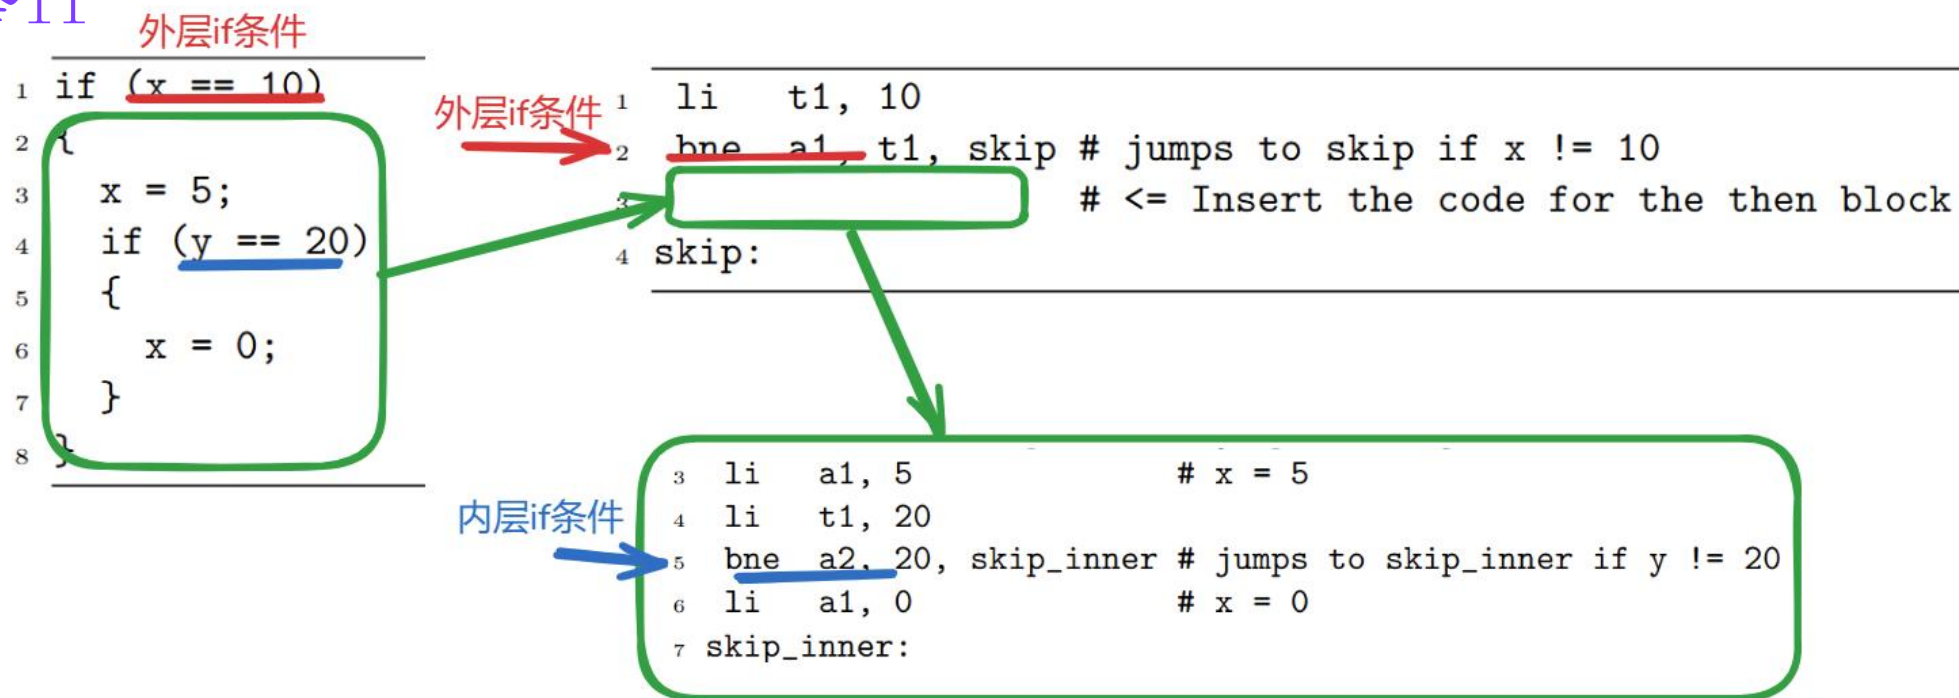 外层if条件
1 if (x == 10)
2 {
3 x = 5;
4 if (y == 20)
5 {
6 x = 0;
7 }
8 }
外层if条件
1 li t1, 10
2 bne a1, t1, skip # jumps to skip if x != 10
3 # <= Insert the code for the then block
4 skip:
内层if条件
3 li a1, 5 # x = 5
4 li t1, 20
5 bne a2, 20, skip_inner # jumps to skip_inner if y != 20
6 li a1, 0 # x = 0
7 skip_inner: